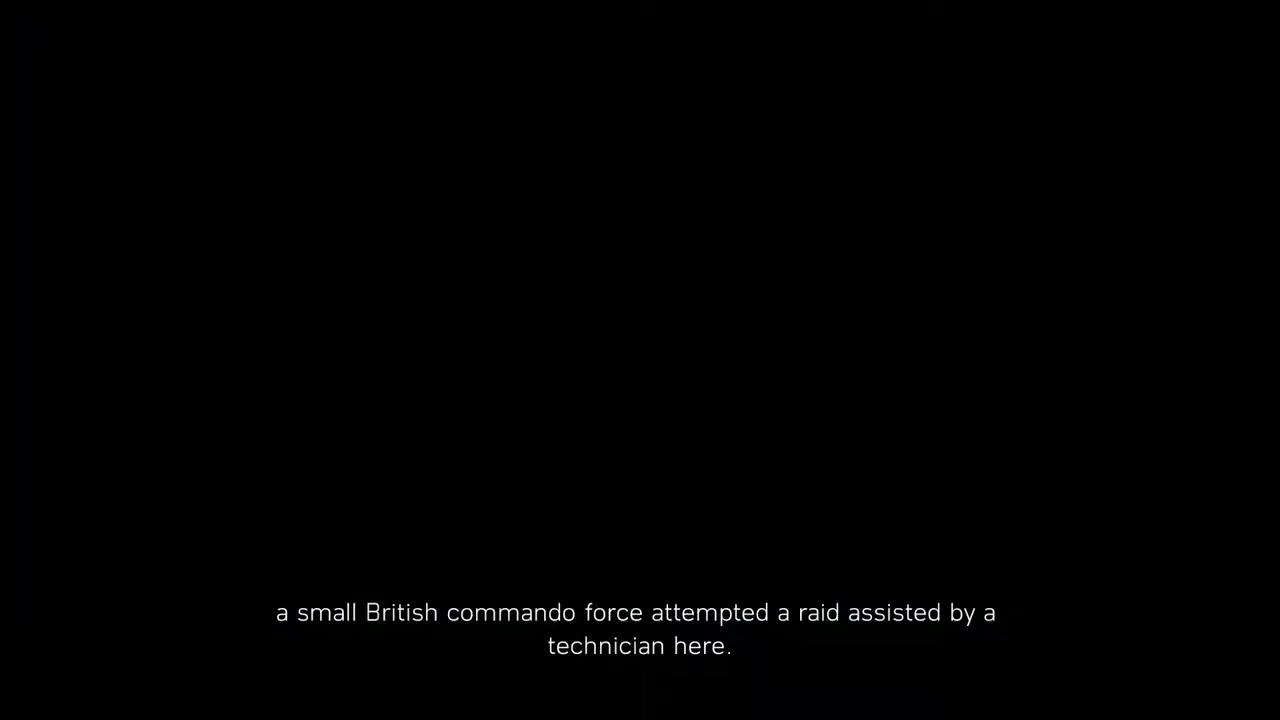 a small British commando force attempted a raid assisted by a
technician here.